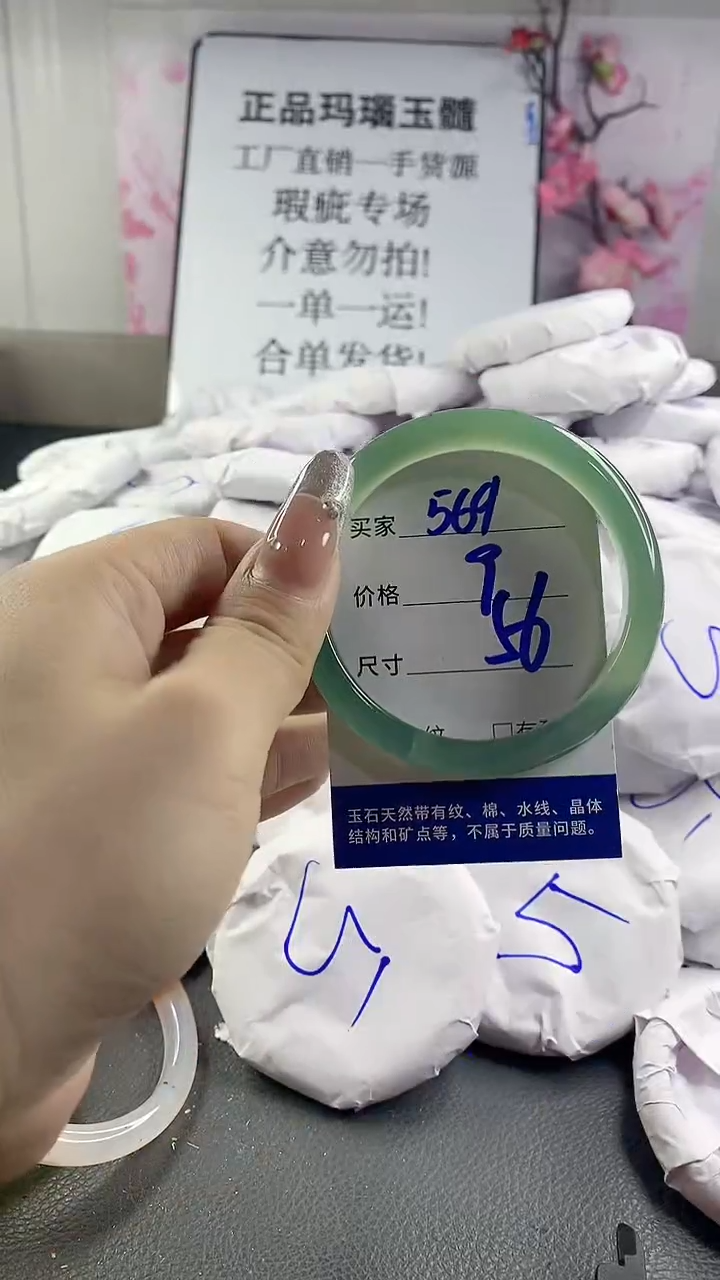 正品玛瑙玉髓
工厂直销一手货源
瑕疵专场
介意勿拍!
一单一运!
合单发货!
买家 569
价格 9
尺寸 56
纹 □有
玉石天然带有纹、棉、水线、晶体
结构和矿点等，不属于质量问题。
5